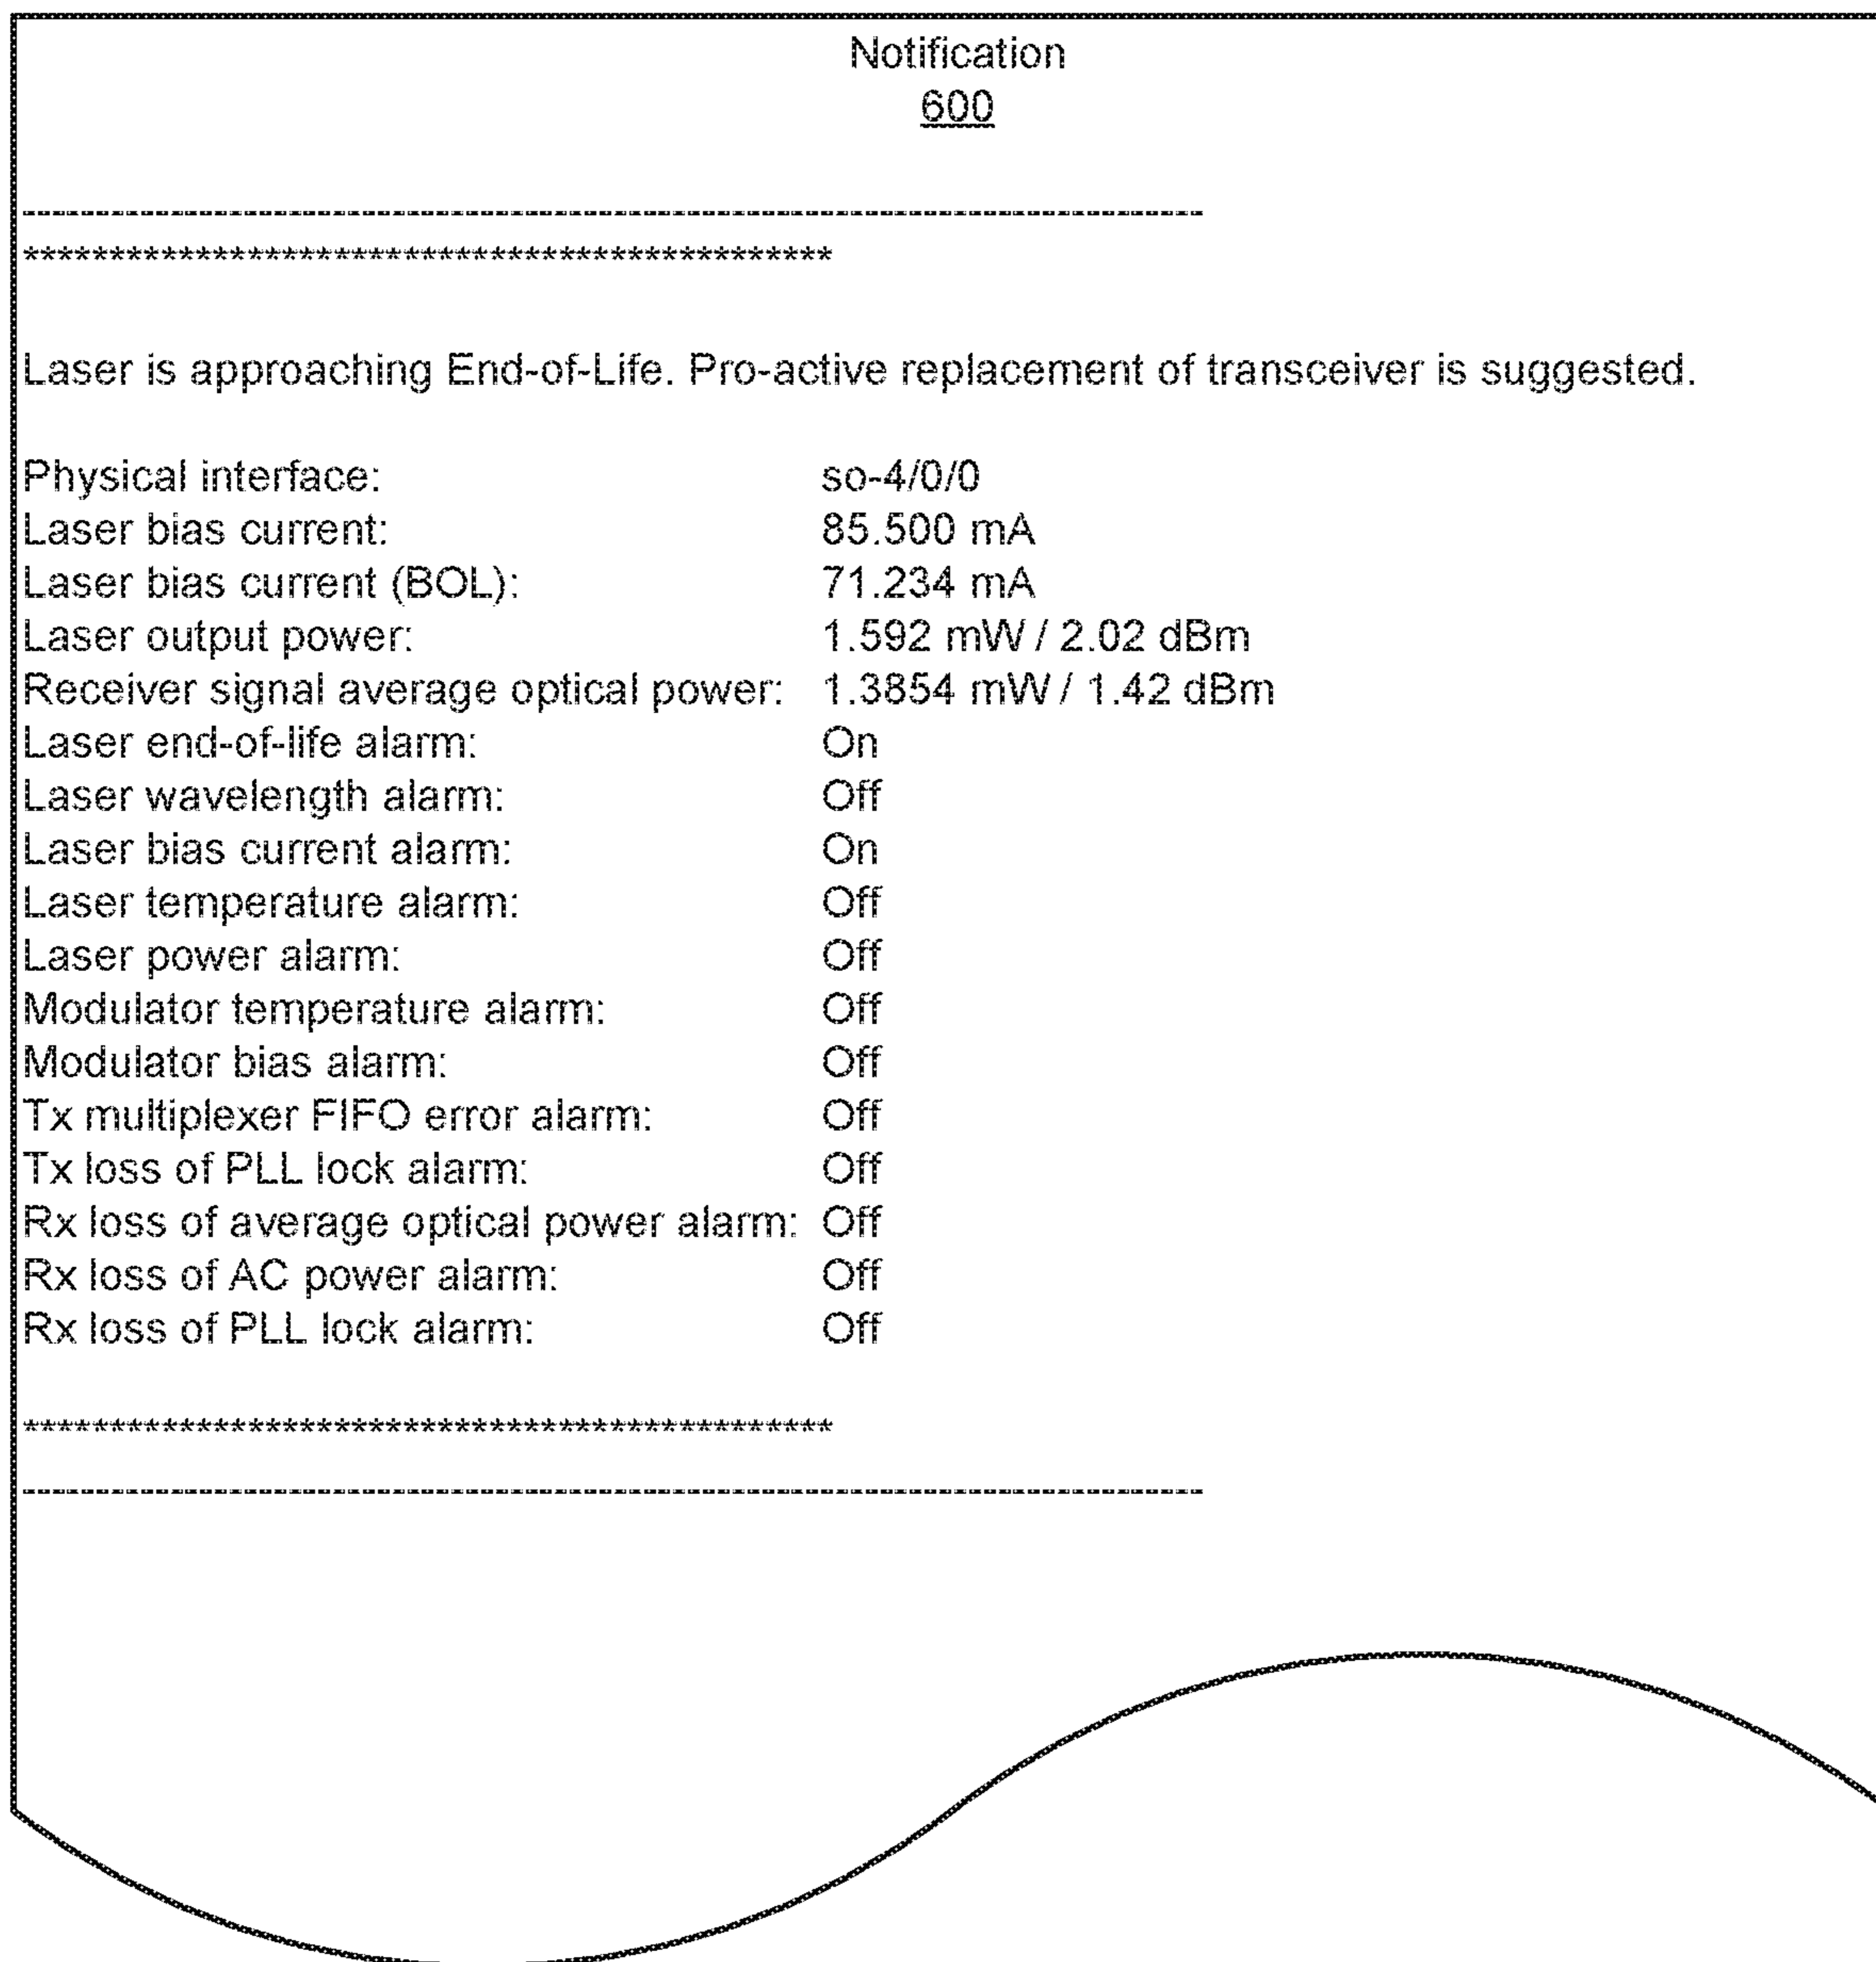 Notification
600
--------------------------------------------------------------------------------
***********************************************
Laser is approaching End-of-Life. Pro-active replacement of transceiver is suggested.
Physical interface: so-4/0/0
Laser bias current: 85.500 mA
Laser bias current (BOL): 71.234 mA
Laser output power: 1.592 mW / 2.02 dBm
Receiver signal average optical power: 1.3854 mW / 1.42 dBm
Laser end-of-life alarm: On
Laser wavelength alarm: Off
Laser bias current alarm: On
Laser temperature alarm: Off
Laser power alarm: Off
Modulator temperature alarm: Off
Modulator bias alarm: Off
Tx multiplexer FIFO error alarm: Off
Tx loss of PLL lock alarm: Off
Rx loss of average optical power alarm: Off
Rx loss of AC power alarm: Off
Rx loss of PLL lock alarm: Off
***********************************************
--------------------------------------------------------------------------------